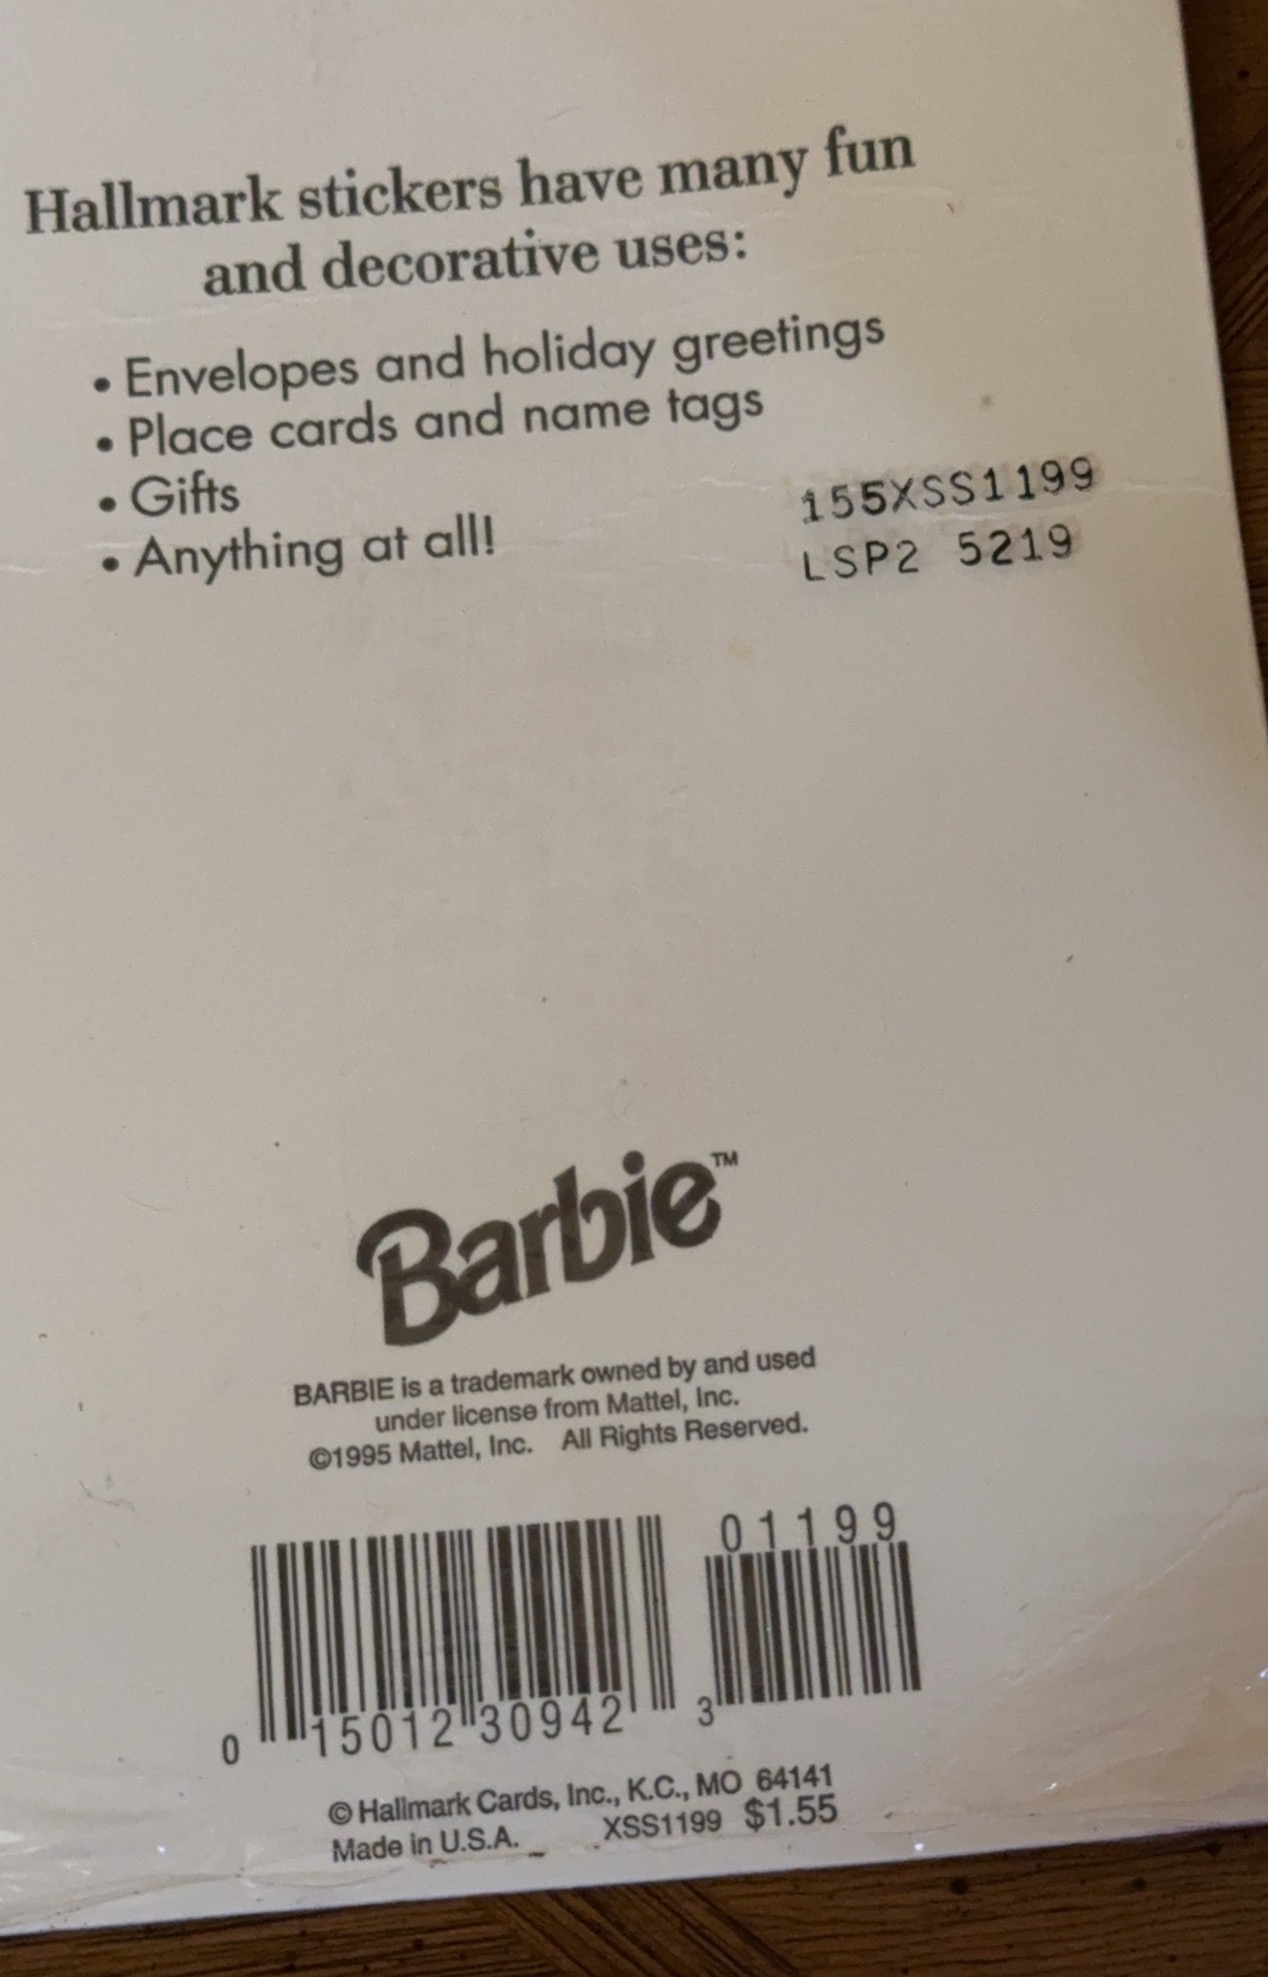 Hallmark stickers have many fun
and decorative uses:
• Envelopes and holiday greetings
• Place cards and name tags
• Gifts
• Anything at all!
155XSS1199
LSP2 5219
Barbie™
BARBIE is a trademark owned by and used
under license from Mattel, Inc.
©1995 Mattel, Inc. All Rights Reserved.
01199
0 15012 30942 3
© Hallmark Cards, Inc., K.C., MO 64141
Made in U.S.A. XSS1199 $1.55